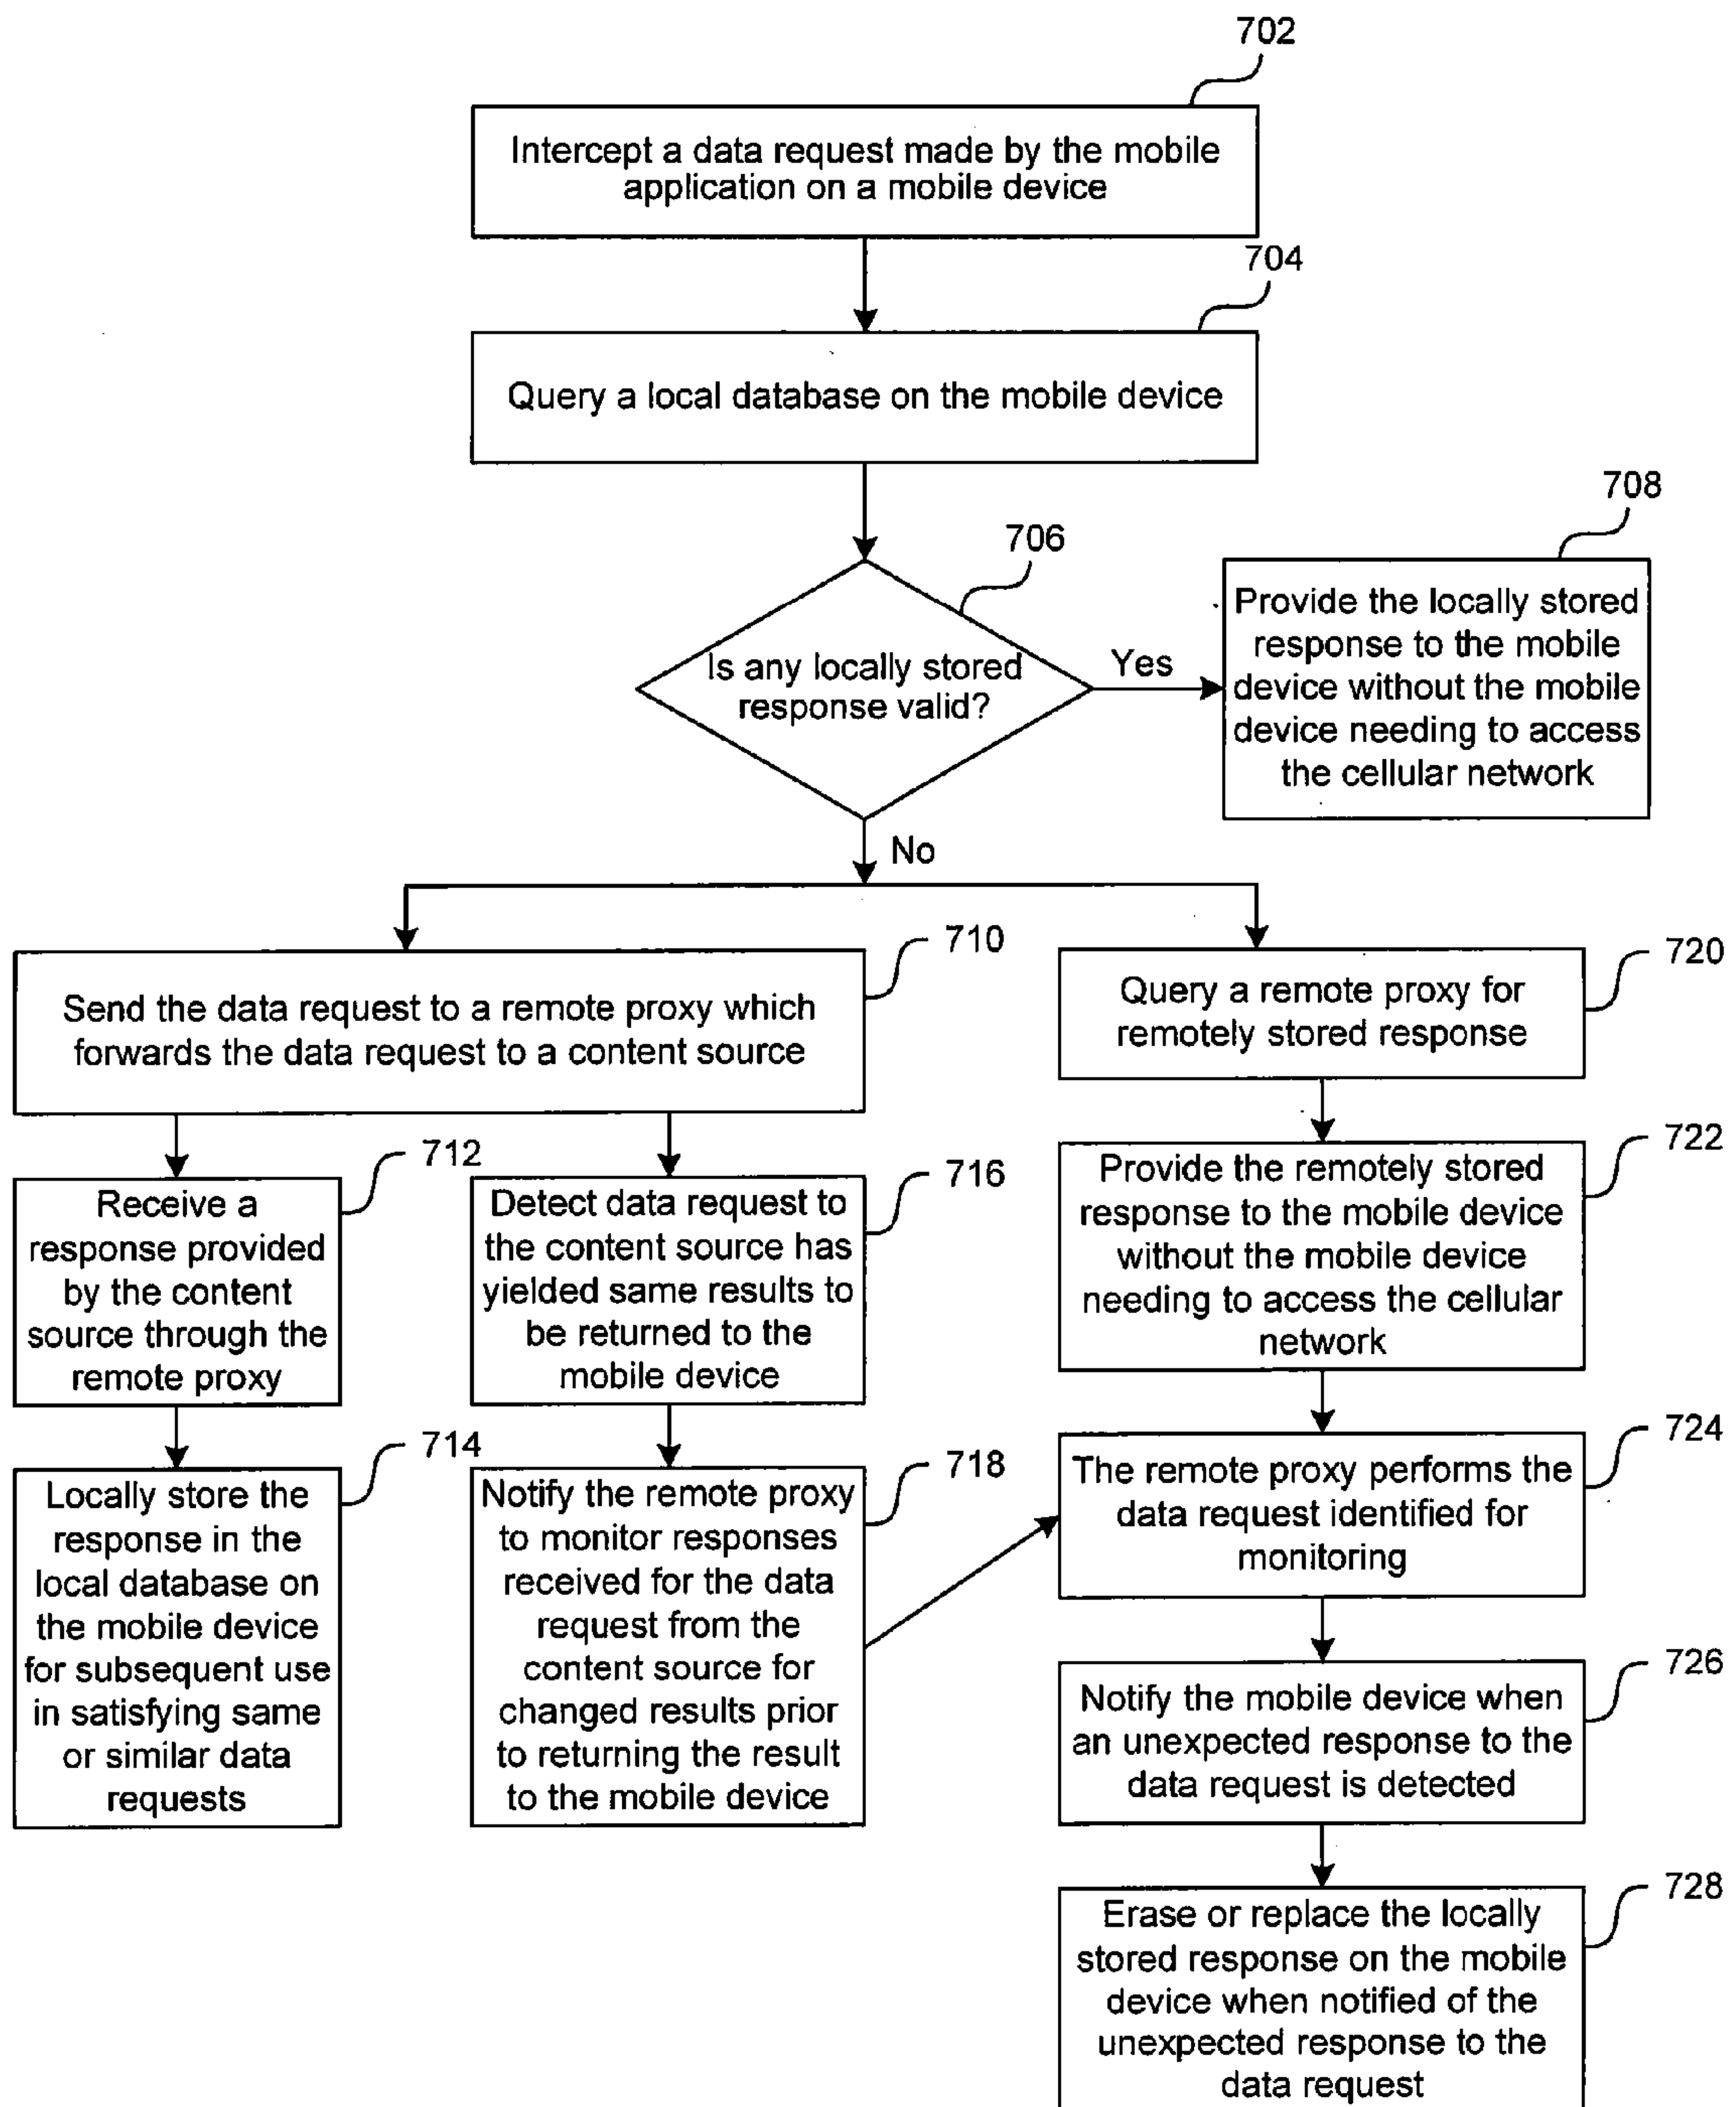 702
Intercept a data request made by the mobile
application on a mobile device
704
Query a local database on the mobile device
706
Is any locally stored
response valid?
Yes
708
Provide the locally stored
response to the mobile
device without the mobile
device needing to access
the cellular network
No
710
Send the data request to a remote proxy which
forwards the data request to a content source
712
Receive a
response provided
by the content
source through the
remote proxy
714
Locally store the
response in the
local database on
the mobile device
for subsequent use
in satisfying same
or similar data
requests
716
Detect data request to
the content source has
yielded same results to
be returned to the
mobile device
718
Notify the remote proxy
to monitor responses
received for the data
request from the
content source for
changed results prior
to returning the result
to the mobile device
720
Query a remote proxy for
remotely stored response
722
Provide the remotely stored
response to the mobile device
without the mobile device
needing to access the cellular
network
724
The remote proxy performs the
data request identified for
monitoring
726
Notify the mobile device when
an unexpected response to the
data request is detected
728
Erase or replace the locally
stored response on the mobile
device when notified of the
unexpected response to the
data request